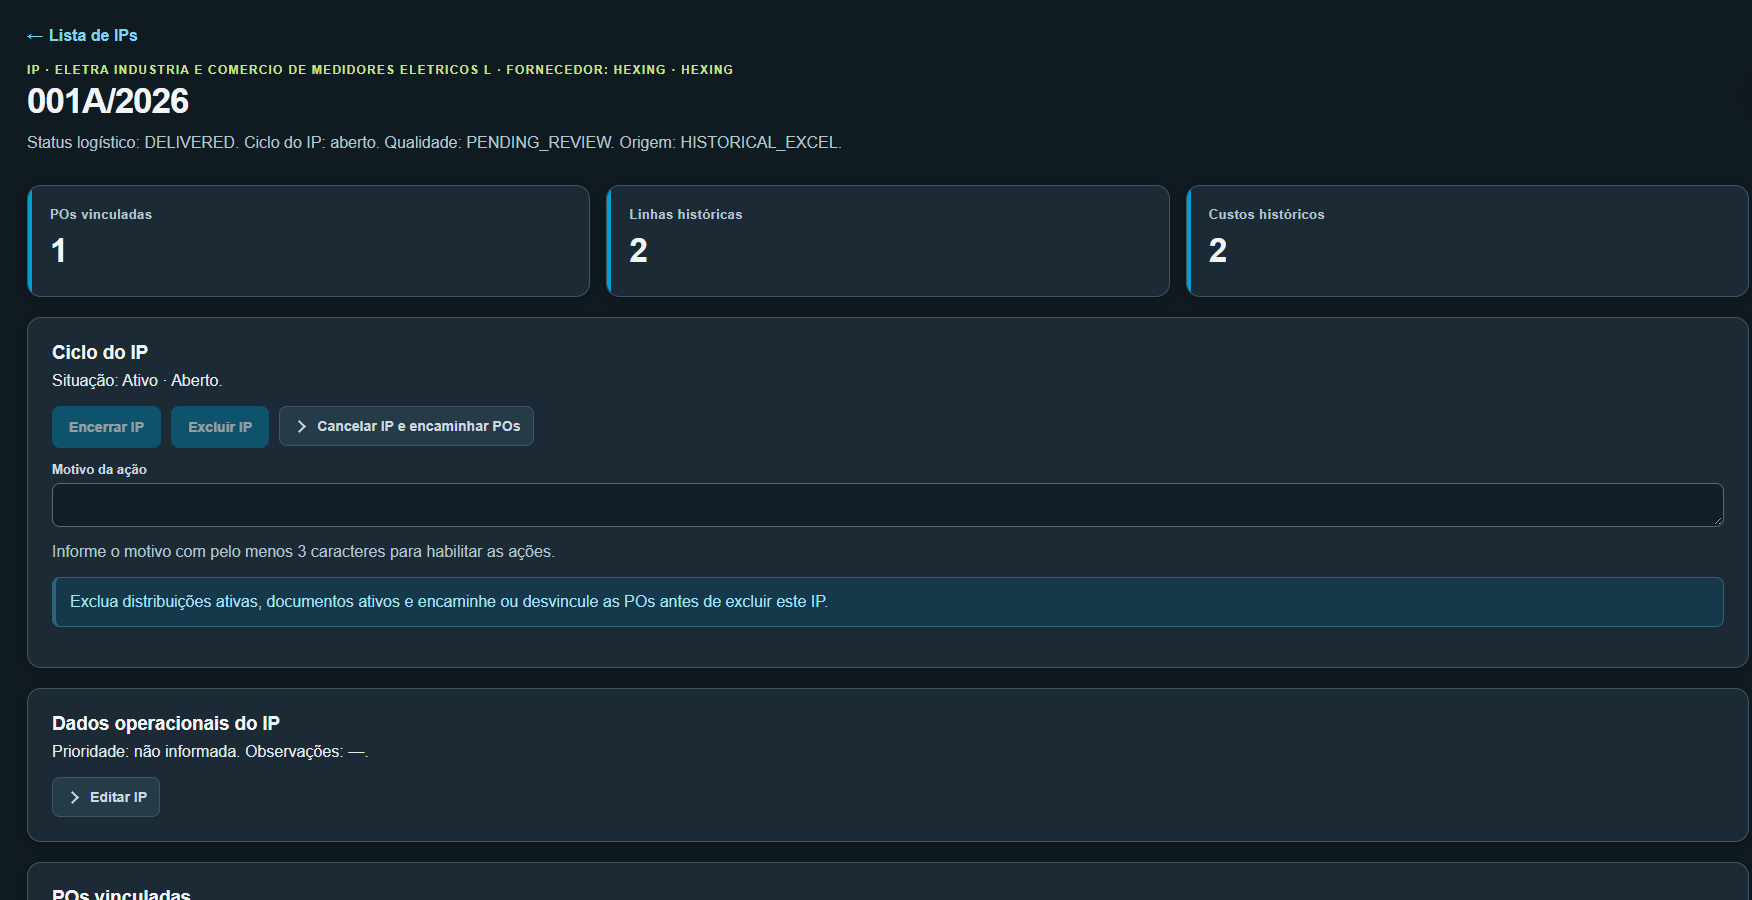 ← Lista de IPs
IP · ELETRA INDUSTRIA E COMERCIO DE MEDIDORES ELETRICOS L · FORNECEDOR: HEXING · HEXING
001A/2026
Status logístico: DELIVERED. Ciclo do IP: aberto. Qualidade: PENDING_REVIEW. Origem: HISTORICAL_EXCEL.
POs vinculadas
1
Linhas históricas
2
Custos históricos
2
Ciclo do IP
Situação: Ativo · Aberto.
Encerrar IP
Excluir IP
Cancelar IP e encaminhar POs
Motivo da ação
Informe o motivo com pelo menos 3 caracteres para habilitar as ações.
Exclua distribuições ativas, documentos ativos e encaminhe ou desvincule as POs antes de excluir este IP.
Dados operacionais do IP
Prioridade: não informada. Observações: —.
Editar IP
POs vinculadas